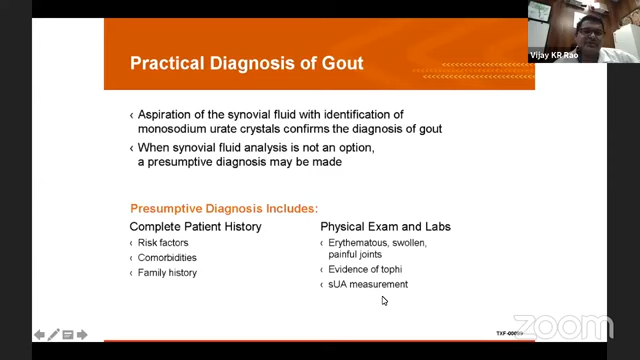 Practical Diagnosis of Gout
Vijay KR Rao
Aspiration of the synovial fluid with identification of
monosodium urate crystals confirms the diagnosis of gout
When synovial fluid analysis is not an option,
a presumptive diagnosis may be made
Presumptive Diagnosis Includes:
Complete Patient History
Risk factors
Comorbidities
Family history
Physical Exam and Labs
Erythematous, swollen,
painful joints
Evidence of tophi
sUA measurement
zoom